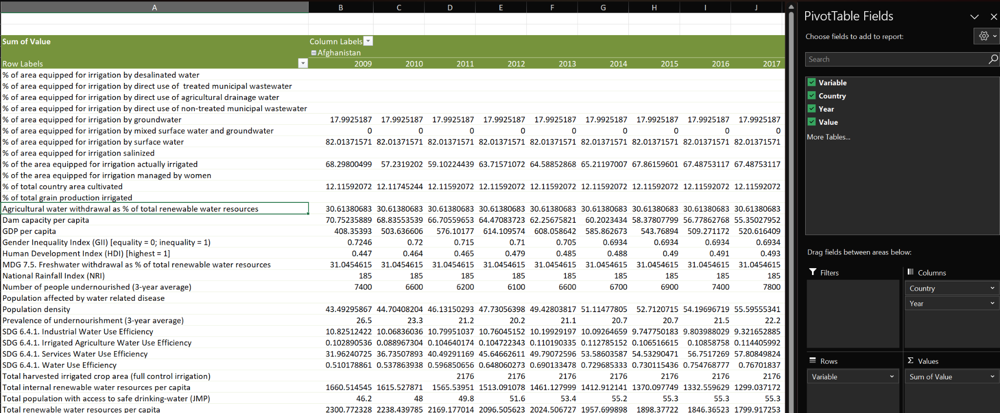 A B C D E F G H I J
Sum of Value Column Labels
Afghanistan
Row Labels 2009 2010 2011 2012 2013 2014 2015 2016 2017
% of area equipped for irrigation by desalinated water
% of area equipped for irrigation by direct use of  treated municipal wastewater
% of area equipped for irrigation by direct use of agricultural drainage water
% of area equipped for irrigation by direct use of non-treated municipal wastewater
% of area equipped for irrigation by groundwater 17.9925187 17.9925187 17.9925187 17.9925187 17.9925187 17.9925187 17.9925187 17.9925187 17.9925187
% of area equipped for irrigation by mixed surface water and groundwater 0 0 0 0 0 0 0 0 0
% of area equipped for irrigation by surface water 82.01371571 82.01371571 82.01371571 82.01371571 82.01371571 82.01371571 82.01371571 82.01371571 82.01371571
% of area equipped for irrigation salinized
% of the area equipped for irrigation actually irrigated 68.29800499 57.2319202 59.10224439 63.71571072 64.58852868 65.21197007 67.86159601 67.48753117 67.48753117
% of the area equipped for irrigation managed by women
% of total country area cultivated 12.11592072 12.11745244 12.11592072 12.11592072 12.11592072 12.11592072 12.11592072 12.11592072 12.11592072
% of total grain production irrigated
Agricultural water withdrawal as % of total renewable water resources 30.61380683 30.61380683 30.61380683 30.61380683 30.61380683 30.61380683 30.61380683 30.61380683 30.61380683
Dam capacity per capita 70.75235889 68.83553539 66.70559653 64.47083723 62.25675821 60.2023434 58.37807799 56.77862768 55.35027952
GDP per capita 408.35393 503.636606 576.10177 614.109574 608.058642 585.862673 543.76894 509.271172 520.616409
Gender Inequality Index (GII) [equality = 0; inequality = 1) 0.7246 0.72 0.715 0.71 0.705 0.6934 0.6934 0.6934 0.6934
Human Development Index (HDI) [highest = 1] 0.447 0.464 0.465 0.479 0.485 0.488 0.49 0.491 0.493
MDG 7.5. Freshwater withdrawal as % of total renewable water resources 31.0454615 31.0454615 31.0454615 31.0454615 31.0454615 31.0454615 31.0454615 31.0454615 31.0454615
National Rainfall Index (NRI) 185 185 185 185 185 185 185 185 185
Number of people undernourished (3-year average) 7400 6600 6200 6100 6600 6700 6900 7400 7800
Population affected by water related disease
Population density 43.49295867 44.70408204 46.13150293 47.73056398 49.42803817 51.11477805 52.7120715 54.19696719 55.59555341
Prevalence of undernourishment (3-year average) 26.5 23.3 21.2 20.2 21.1 20.7 20.7 21.5 22.2
SDG 6.4.1. Industrial Water Use Efficiency 10.82512422 10.06836036 10.79951037 10.76045152 10.19929197 10.09264659 9.747750183 9.803988029 9.321652885
SDG 6.4.1. Irrigated Agriculture Water Use Efficiency 0.102890536 0.088967304 0.104640174 0.104722343 0.110190335 0.112785152 0.106516615 0.10858758 0.114405992
SDG 6.4.1. Services Water Use Efficiency 31.96240725 36.73507893 40.49291169 45.64662611 49.79072596 53.58603587 54.53290471 56.7517269 57.80849824
SDG 6.4.1. Water Use Efficiency 0.510178861 0.537863938 0.596850656 0.648060273 0.690133478 0.729685333 0.730115436 0.754768777 0.76701837
Total harvested irrigated crop area (full control irrigation) 2176 2176 2176 2176 2176 2176 2176
Total internal renewable water resources per capita 1660.514545 1615.527871 1565.53951 1513.091078 1461.127999 1412.912141 1370.097749 1332.559629 1299.037172
Total population with access to safe drinking-water (JMP) 46.2 48 49.8 51.6 53.4 55.2 55.3 55.3 55.3
Total renewable water resources per capita 2300.772328 2238.439785 2169.177014 2096.505623 2024.506727 1957.699898 1898.37722 1846.36523 1799.917253
PivotTable Fields
Choose fields to add to report:
Search
Variable
Country
Year
Value
More Tables...
Drag fields between areas below:
Filters
Columns
Country
Year
Rows
Variable
Σ Values
Sum of Value